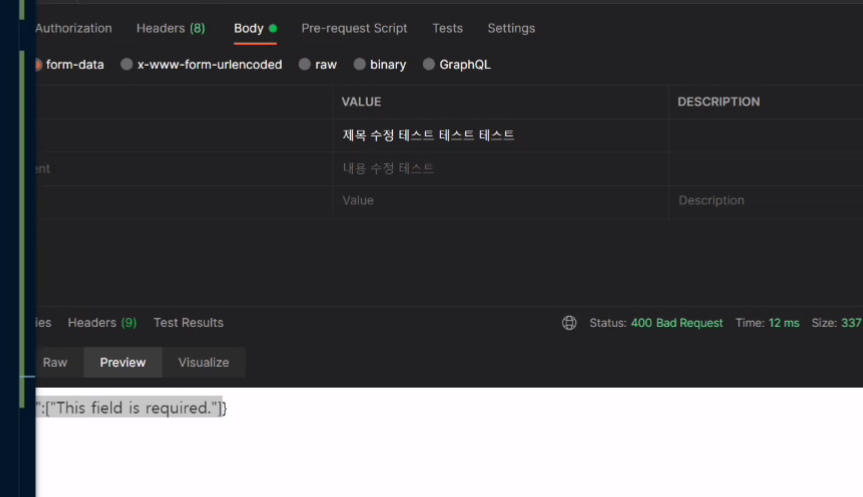 Authorization Headers (8) Body Pre-request Script Tests Settings
form-data x-www-form-urlencoded raw binary GraphQL
VALUE DESCRIPTION
제목 수정 테스트 테스트 테스트
ent 내용 수정 테스트
Value Description
ies Headers (9) Test Results Status: 400 Bad Request Time: 12 ms Size: 337
Raw Preview Visualize
":["This field is required."]}